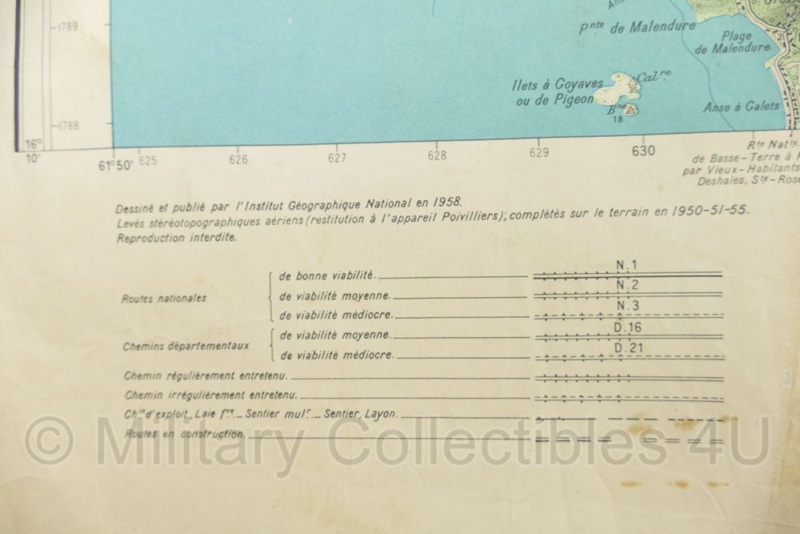 1789
pnte de Malendure
Plage
de Malendure
Ilets à Goyaves
ou de Pigeon
Calre
Bne
18
Anse à Galets
1788
16°
10'
61°50'
625
626
627
628
629
630
Rte Natle
de Basse-Terre à
par Vieux-Habitants
Deshaies, Ste-Rose
Dessiné et publié par l'Institut Géographique National en 1958.
Levés stéréotopographiques aériens (restitution à l'appareil Poivilliers), complétés sur le terrain en 1950-51-55.
Reproduction interdite.
Routes nationales
de bonne viabilité.
N.1
de viabilité moyenne.
N.2
de viabilité médiocre.
N.3
Chemins départementaux
de viabilité moyenne.
D.16
de viabilité médiocre.
D.21
Chemin régulièrement entretenu.
Chemin irrégulièrement entretenu.
Chin d'exploit., Laie fre _ Sentier mulr _ Sentier, Layon.
Routes en construction.
© Military Collectibles 4U